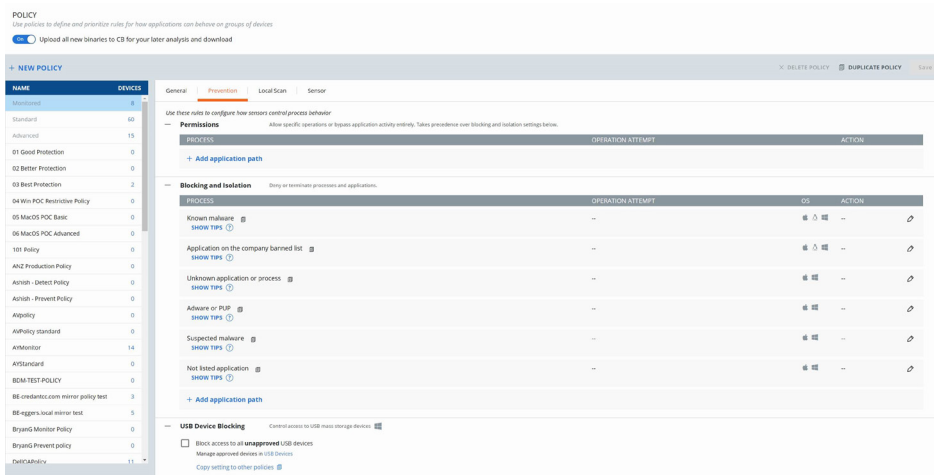 POLICY
Use policies to define and prioritize rules for how applications can behave on groups of devices
On Upload all new binaries to CB for your later analysis and download
+ NEW POLICY
× DELETE POLICY DUPLICATE POLICY Save
NAME DEVICES
Monitored 8
Standard 60
Advanced 15
01 Good Protection 0
02 Better Protection 0
03 Best Protection 2
04 Win POC Restrictive Policy 0
05 MacOS POC Basic 0
06 MacOS POC Advanced 0
101 Policy 0
ANZ Production Policy 0
Ashish - Detect Policy 0
Ashish - Prevent Policy 0
AVpolicy 0
AVPolicy standard 0
AYMonitor 14
AYStandard 0
BDM-TEST-POLICY 0
BE-credantcc.com mirror policy test 3
BE-eggers.local mirror test 5
BryanG Monitor Policy 0
BryanG Prevent policy 0
DellOAPolicy 11
General Prevention Local Scan Sensor
Use these rules to configure how sensors control process behavior
— Permissions Allow specific operations or bypass application activity entirely. Takes precedence over blocking and isolation settings below.
PROCESS OPERATION ATTEMPT ACTION
+ Add application path
— Blocking and Isolation Deny or terminate processes and applications.
PROCESS OPERATION ATTEMPT OS ACTION
Known malware -- --
SHOW TIPS ?
Application on the company banned list -- --
SHOW TIPS ?
Unknown application or process -- --
SHOW TIPS ?
Adware or PUP -- --
SHOW TIPS ?
Suspected malware -- --
SHOW TIPS ?
Not listed application -- --
SHOW TIPS ?
+ Add application path
— USB Device Blocking Control access to USB mass storage devices
Block access to all unapproved USB devices
Manage approved devices in USB Devices
Copy setting to other policies